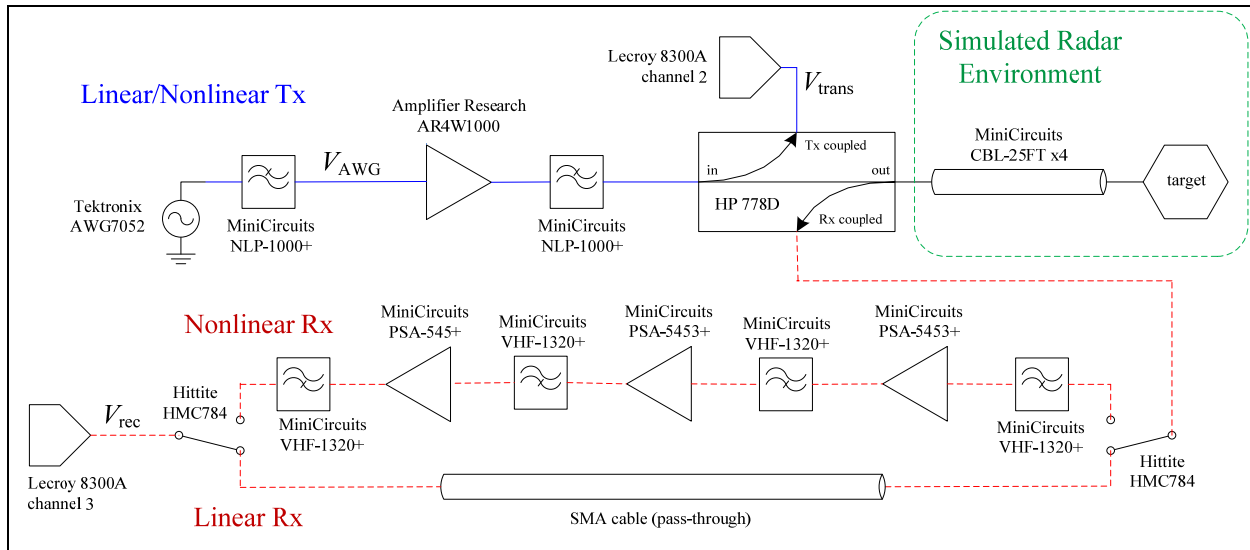 Lecroy 8300A
channel 2
V_trans
Simulated Radar
Environment
Linear/Nonlinear Tx
Amplifier Research
AR4W1000
MiniCircuits
CBL-25FT x4
V_AWG
Tx coupled
in
out
target
HP 778D
Rx coupled
Tektronix
AWG7052
MiniCircuits
NLP-1000+
MiniCircuits
NLP-1000+
Nonlinear Rx
MiniCircuits
PSA-545+
MiniCircuits
VHF-1320+
MiniCircuits
PSA-5453+
MiniCircuits
VHF-1320+
MiniCircuits
PSA-5453+
Hittite
HMC784
V_rec
MiniCircuits
VHF-1320+
MiniCircuits
VHF-1320+
Hittite
HMC784
Lecroy 8300A
channel 3
Linear Rx
SMA cable (pass-through)